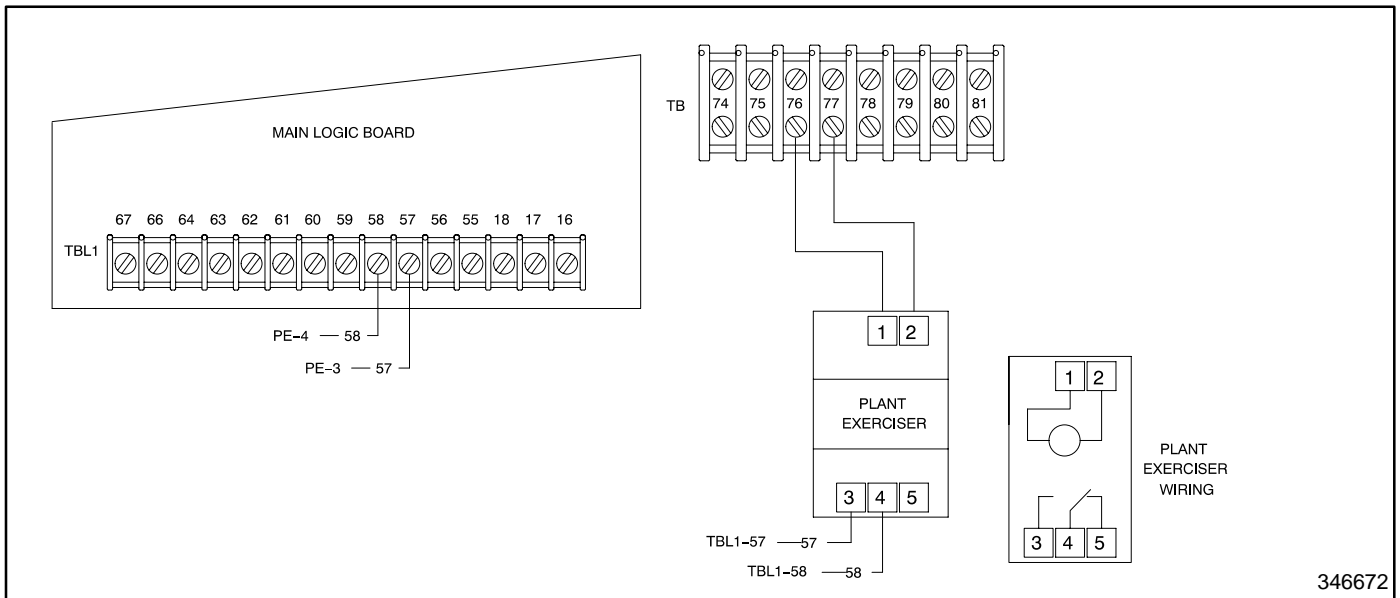 MAIN LOGIC BOARD
67 66 64 63 62 61 60 59 58 57 56 55 18 17 16
TBL1
PE-4 58
PE-3 57
TB
74 75 76 77 78 79 80 81
1 2
PLANT
EXERCISER
3 4 5
TBL1-57 57
TBL1-58 58
1 2
3 4 5
PLANT
EXERCISER
WIRING
346672